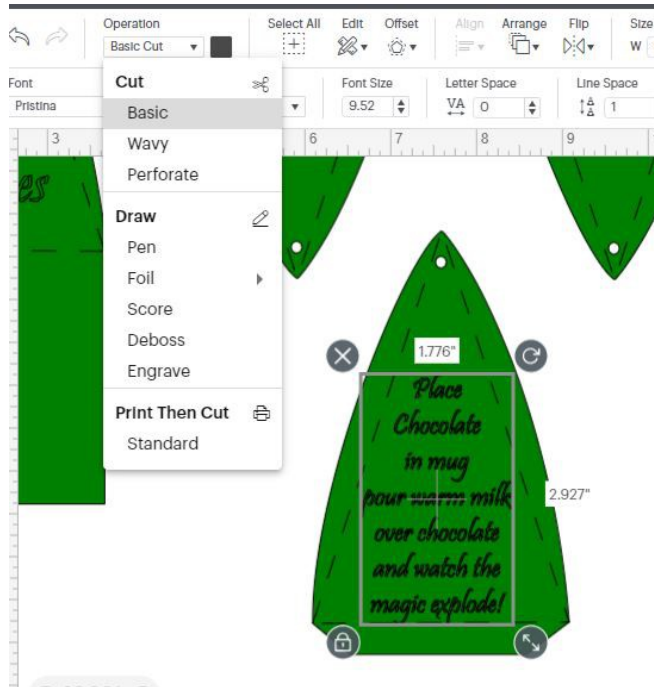 Operation
Basic Cut
Select All Edit Offset Align Arrange Flip Size
W
Font
Pristina
Font Size
9.52
Letter Space
VA 0
Line Space
1
Cut
Basic
Wavy
Perforate
Draw
Pen
Foil
Score
Deboss
Engrave
Print Then Cut
Standard
3 6 7 8 9
es
1.776"
2.927"
Place
Chocolate
in mug
pour warm milk
over chocolate
and watch the
magic explode!